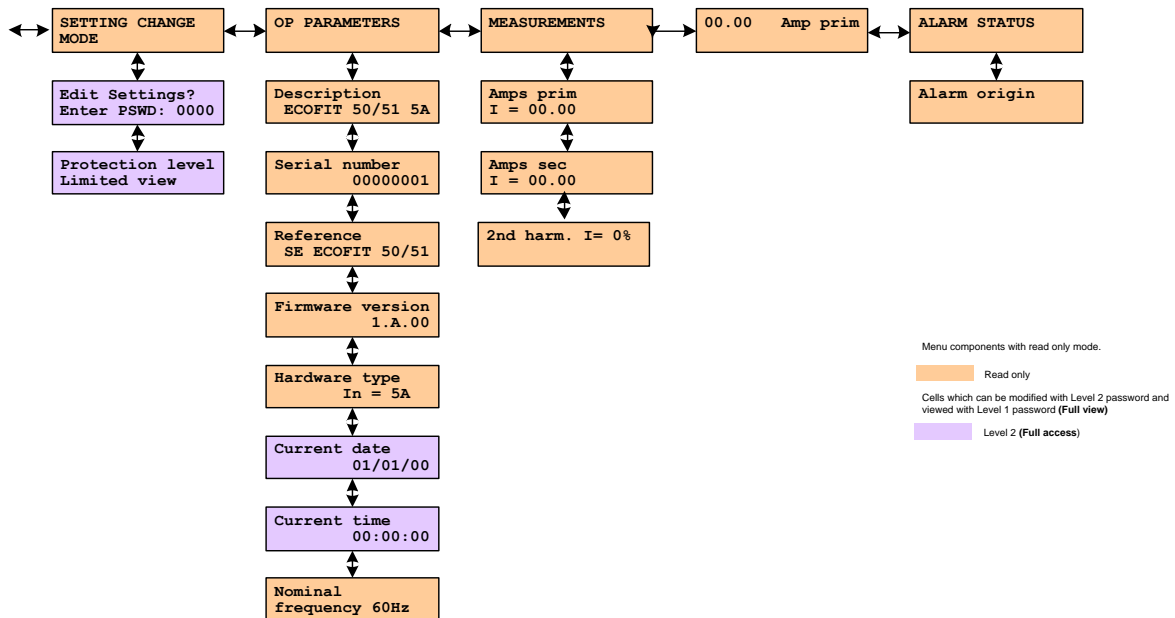 SETTING CHANGE
MODE
Edit Settings?
Enter PSWD: 0000
Protection level
Limited view
OP PARAMETERS
Description
ECOFIT 50/51 5A
Serial number
00000001
Reference
SE ECOFIT 50/51
Firmware version
1.A.00
Hardware type
In = 5A
Current date
01/01/00
Current time
00:00:00
Nominal
frequency 60Hz
MEASUREMENTS
Amps prim
I = 00.00
Amps sec
I = 00.00
2nd harm. I= 0%
00.00 Amp prim
ALARM STATUS
Alarm origin
Menu components with read only mode.
Read only
Cells which can be modified with Level 2 password and
viewed with Level 1 password (Full view)
Level 2 (Full access)